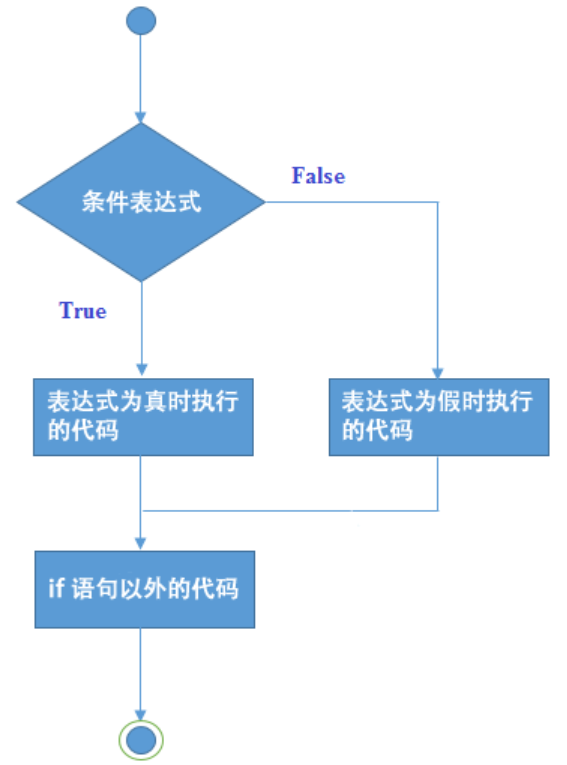 False
条件表达式
True
表达式为真时执行
的代码
表达式为假时执行
的代码
if 语句以外的代码